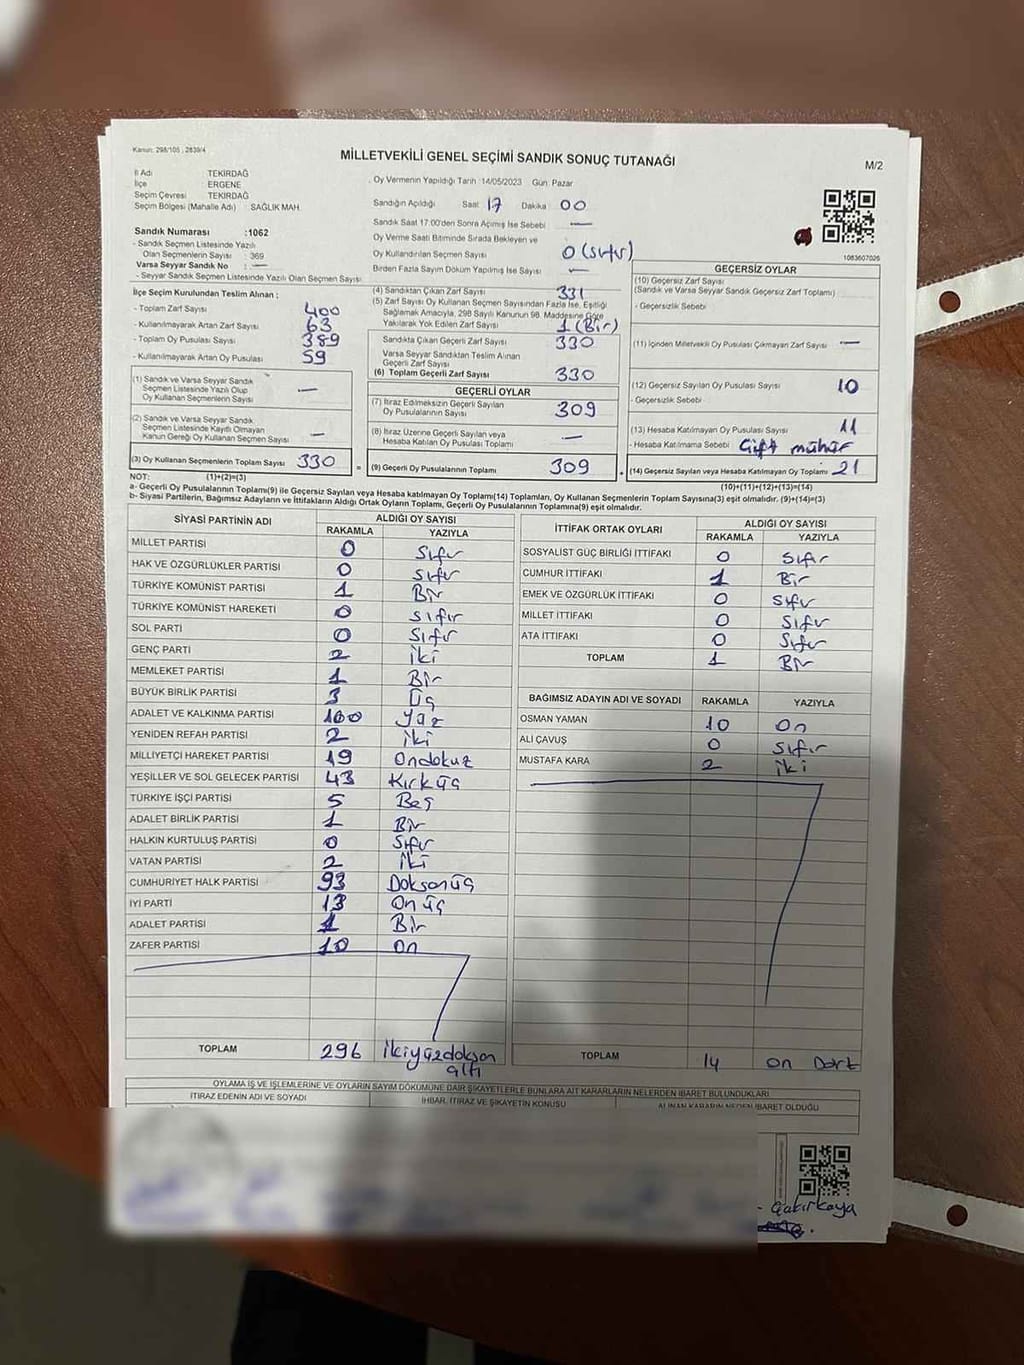 Kanun: 298/105 , 2839/4
MİLLETVEKİLİ GENEL SEÇİMİ SANDIK SONUÇ TUTANAĞI
M/2
İl Adı TEKİRDAĞ
İlçe ERGENE
Seçim Çevresi TEKİRDAĞ
Seçim Bölgesi (Mahalle Adı) : SAĞLIK MAH.
Oy Vermenin Yapıldığı Tarih :14/05/2023 Gün: Pazar
Sandığın Açıldığı Saat 17 Dakika 00
Sandık Saat 17:00'den Sonra Açılmış İse Sebebi —
Oy Verme Saati Bitiminde Sırada Bekleyen ve
Oy Kullandırılan Seçmen Sayısı 0 (sıfır)
Birden Fazla Sayım Döküm Yapılmış İse Sayısı —
1083607026
Sandık Numarası :1062
- Sandık Seçmen Listesinde Yazılı
Olan Seçmenlerin Sayısı : 369
Varsa Seyyar Sandık No : —
- Seyyar Sandık Seçmen Listesinde Yazılı Olan Seçmen Sayısı
İlçe Seçim Kurulundan Teslim Alınan :
- Toplam Zarf Sayısı 400
- Kullanılmayarak Artan Zarf Sayısı 63
- Toplam Oy Pusulası Sayısı 389
- Kullanılmayarak Artan Oy Pusulası 59
(1) Sandık ve Varsa Seyyar Sandık
Seçmen Listesinde Yazılı Olup
Oy Kullanan Seçmenlerin Sayısı —
(2) Sandık ve Varsa Seyyar Sandık
Seçmen Listesinde Kayıtlı Olmayan
Kanun Gereği Oy Kullanan Seçmen Sayısı —
(3) Oy Kullanan Seçmenlerin Toplam Sayısı 330
(1)+(2)=(3)
(4) Sandıktan Çıkan Zarf Sayısı 331
(5) Zarf Sayısı Oy Kullanan Seçmen Sayısından Fazla İse, Eşitliği
Sağlamak Amacıyla, 298 Sayılı Kanunun 98. Maddesine Göre
Yakılarak Yok Edilen Zarf Sayısı 1 (Bir)
Sandıkta Çıkan Geçerli Zarf Sayısı 330
Varsa Seyyar Sandıktan Teslim Alınan
Geçerli Zarf Sayısı
(6) Toplam Geçerli Zarf Sayısı 330
GEÇERLİ OYLAR
(7) İtiraz Edilmeksizin Geçerli Sayılan
Oy Pusulalarının Sayısı 309
(8) İtiraz Üzerine Geçerli Sayılan veya
Hesaba Katılan Oy Pusulası Toplamı —
= (9) Geçerli Oy Pusulalarının Toplamı 309
GEÇERSİZ OYLAR
(10) Geçersiz Zarf Sayısı
(Sandık ve Varsa Seyyar Sandık Geçersiz Zarf Toplamı)
- Geçersizlik Sebebi
(11) İçinden Milletvekili Oy Pusulası Çıkmayan Zarf Sayısı —
(12) Geçersiz Sayılan Oy Pusulası Sayısı 10
- Geçersizlik Sebebi
(13) Hesaba Katılmayan Oy Pusulası Sayısı 11
- Hesaba Katılmama Sebebi Çift mühür
+ (14) Geçersiz Sayılan veya Hesaba Katılmayan Oy Toplamı 21
(10)+(11)+(12)+(13)=(14)
NOT:
a- Geçerli Oy Pusulaları Toplamı(9) ile Geçersiz Sayılan veya Hesaba katılmayan Oy Toplamı(14) Toplamları, Oy Kullanan Seçmenlerin Toplam Sayısına(3) eşit olmalıdır. (9)+(14)=(3)
b- Siyasi Partilerin, Bağımsız Adayların ve İttifakların Aldığı Ortak Oyların Toplamı, Geçerli Oy Pusulalarının Toplamına(9) eşit olmalıdır.
SİYASİ PARTİNİN ADI ALDIĞI OY SAYISI
RAKAMLA YAZIYLA
MİLLET PARTİSİ 0 Sıfır
HAK VE ÖZGÜRLÜKLER PARTİSİ 0 Sıfır
TÜRKİYE KOMÜNİST PARTİSİ 1 Bir
TÜRKİYE KOMÜNİST HAREKETİ 0 Sıfır
SOL PARTİ 0 Sıfır
GENÇ PARTİ 2 iki
MEMLEKET PARTİSİ 1 Bir
BÜYÜK BİRLİK PARTİSİ 3 Üç
ADALET VE KALKINMA PARTİSİ 100 Yüz
YENİDEN REFAH PARTİSİ 2 iki
MİLLİYETÇİ HAREKET PARTİSİ 19 Ondokuz
YEŞİLLER VE SOL GELECEK PARTİSİ 43 Kırküç
TÜRKİYE İŞÇİ PARTİSİ 5 Beş
ADALET BİRLİK PARTİSİ 1 Bir
HALKIN KURTULUŞ PARTİSİ 0 Sıfır
VATAN PARTİSİ 2 iki
CUMHURİYET HALK PARTİSİ 93 Doksanüç
İYİ PARTİ 13 Onüç
ADALET PARTİSİ 1 Bir
ZAFER PARTİSİ 10 On
TOPLAM 296 ikiyüzdoksan
altı
İTTİFAK ORTAK OYLARI ALDIĞI OY SAYISI
RAKAMLA YAZIYLA
SOSYALİST GÜÇ BİRLİĞİ İTTİFAKI 0 Sıfır
CUMHUR İTTİFAKI 1 Bir
EMEK VE ÖZGÜRLÜK İTTİFAKI 0 Sıfır
MİLLET İTTİFAKI 0 Sıfır
ATA İTTİFAKI 0 Sıfır
TOPLAM 1 Bir
BAĞIMSIZ ADAYIN ADI VE SOYADI RAKAMLA YAZIYLA
OSMAN YAMAN 10 On
ALİ ÇAVUŞ 0 Sıfır
MUSTAFA KARA 2 iki
TOPLAM 14 on Dört
OYLAMA İŞ VE İŞLEMLERİNE VE OYLARIN SAYIM DÖKÜMÜNE DAİR ŞİKAYETLERLE BUNLARA AİT KARARLARIN NELERDEN İBARET BULUNDUKLARI
İTİRAZ EDENİN ADI VE SOYADI İHBAR, İTİRAZ VE ŞİKAYETİN KONUSU ALINAN KARARIN NEDEN İBARET OLDUĞU
- Çakırkaya